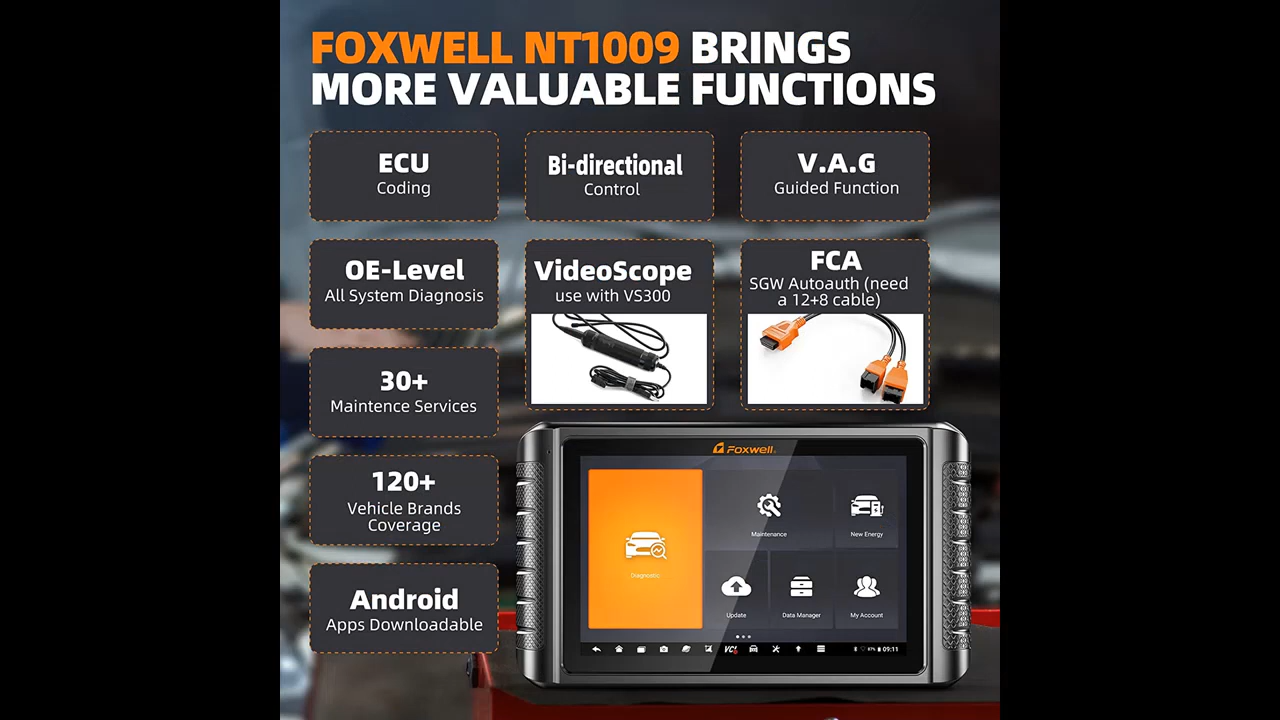 FOXWELL NT1009 BRINGS
MORE VALUABLE FUNCTIONS
ECU
Coding
Bi-directional
Control
V.A.G
Guided Function
OE-Level
All System Diagnosis
VideoScope
use with VS300
FCA
SGW Autoauth (need
a 12+8 cable)
30+
Maintence Services
120+
Vehicle Brands
Coverage
Android
Apps Downloadable
Foxwell
Diagnostic
Maintenance
New Energy
Update
Data Manager
My Account
VCI
87% 09:11